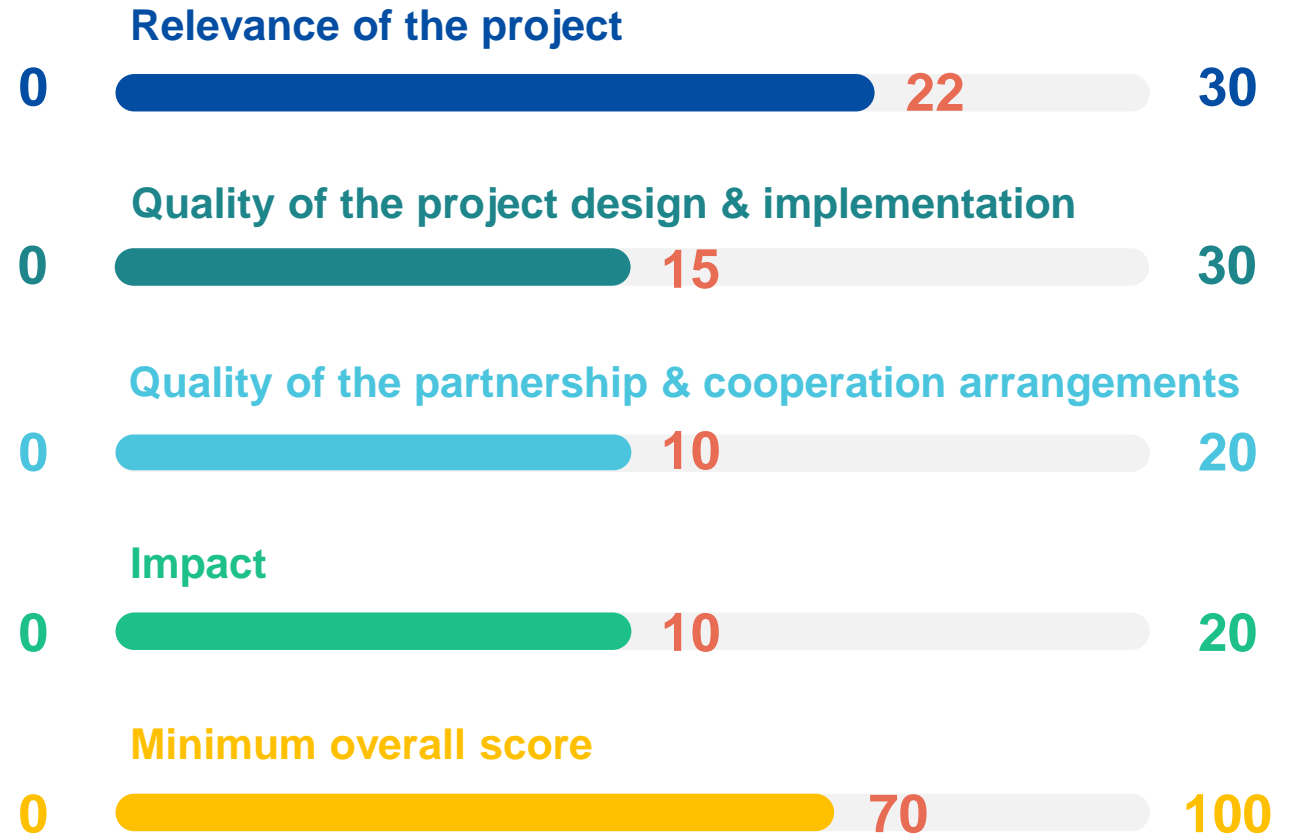 Relevance of the project
0 22 30
Quality of the project design & implementation
0 15 30
Quality of the partnership & cooperation arrangements
0 10 20
Impact
0 10 20
Minimum overall score
0 70 100